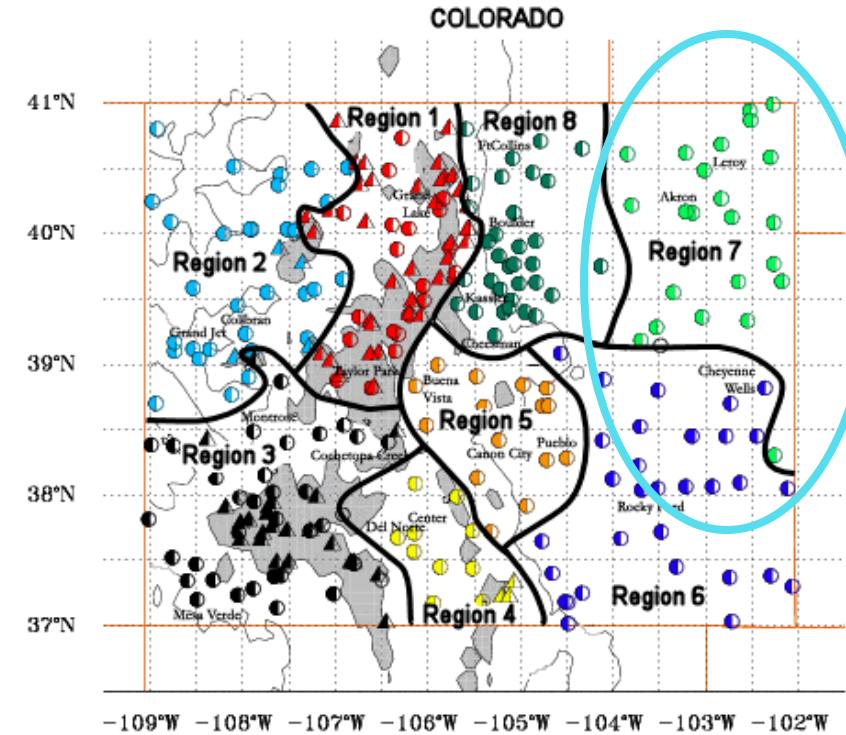 COLORADO
41°N
40°N
39°N
38°N
37°N
Region 1
Region 8
FtCollins
Leroy
Grand
Lake
Akron
Boulder
Region 7
Region 2
Kassler
Collbran
Grand Jct
Cheesman
Taylor Park
Buena
Vista
Cheyenne
Wells
Montrose
Region 5
Region 3
Cochetopa Creek
Canon City
Pueblo
Del Norte
Center
Rocky Ford
Mesa Verde
Region 4
Region 6
-109°W -108°W -107°W -106°W -105°W -104°W -103°W -102°W